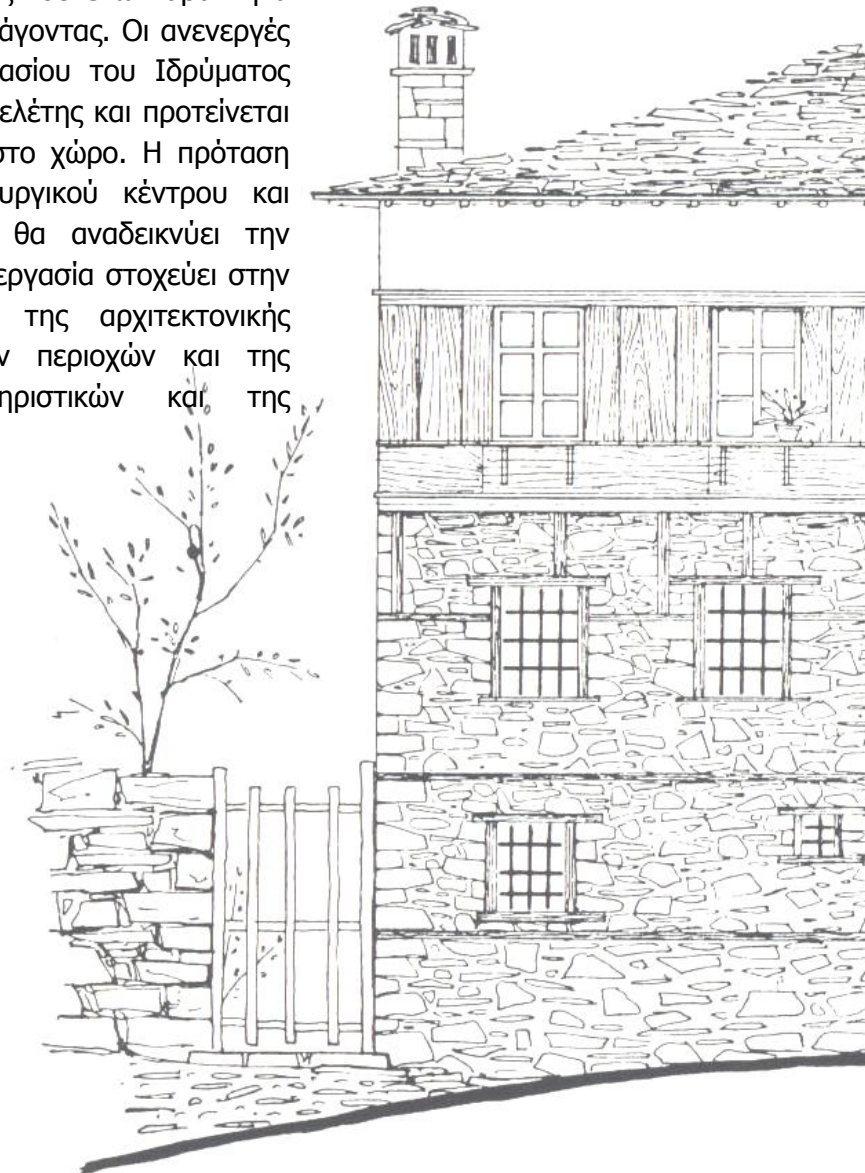 άγοντας. Οι ανενεργές
ασίου του Ιδρύματος
ελέτης και προτείνεται
στο χώρο. Η πρόταση
υργικού κέντρου και
θα αναδεικνύει την
εργασία στοχεύει στην
της αρχιτεκτονικής
ν περιοχών και της
ηριστικών και της